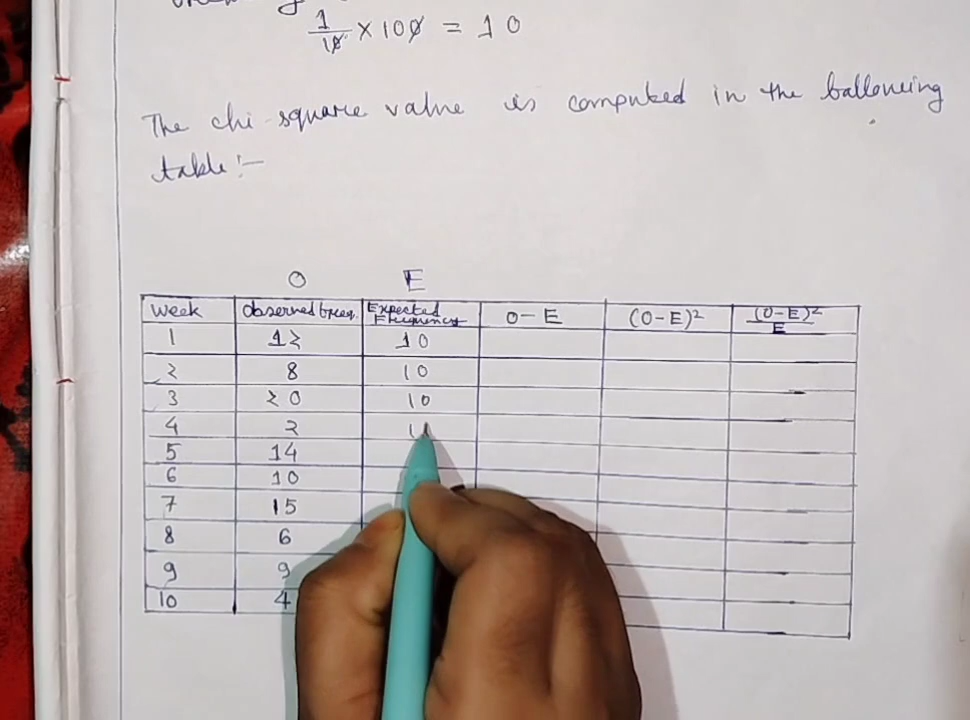 1/10 × 100 = 10
The chi-square value is computed in the following
table:-
O E
Week Observed freq. Expected Frequency O-E (O-E)² (O-E)²/E
1 12 10
2 8 10
3 20 10
4 2 1
5 14
6 10
7 15
8 6
9 9
10 4